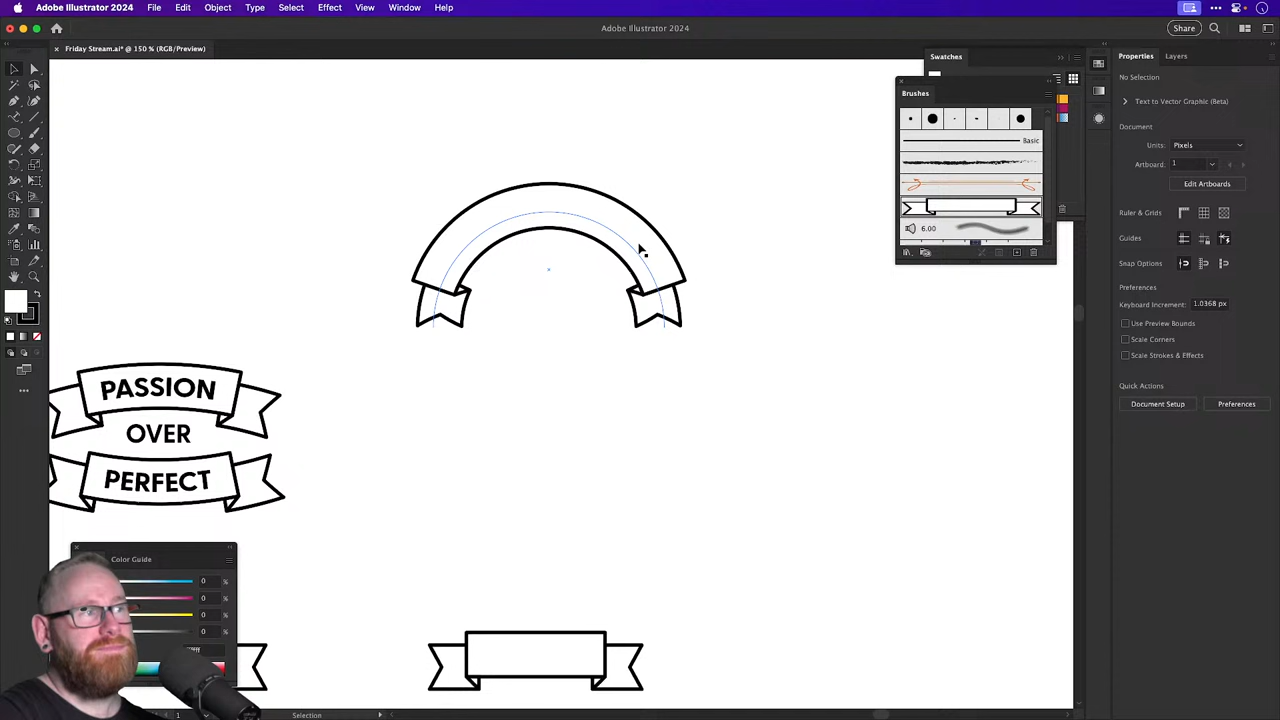 Adobe Illustrator 2024 File Edit Object Type Select Effect View Window Help
Adobe Illustrator 2024
Share
Friday Stream.ai* @ 150 % (RGB/Preview)
Swatches
Properties Layers
No Selection
Brushes
Text to Vector Graphic (Beta)
Document
Basic
Units: Pixels
Artboard: 1
Edit Artboards
Ruler & Grids
6.00
Guides
Snap Options
Preferences
Keyboard Increment: 1.0368 px
Use Preview Bounds
Scale Corners
Scale Strokes & Effects
Quick Actions
Document Setup Preferences
PASSION
OVER
PERFECT
Color Guide
0 %
0 %
0 %
0 %
1 Selection